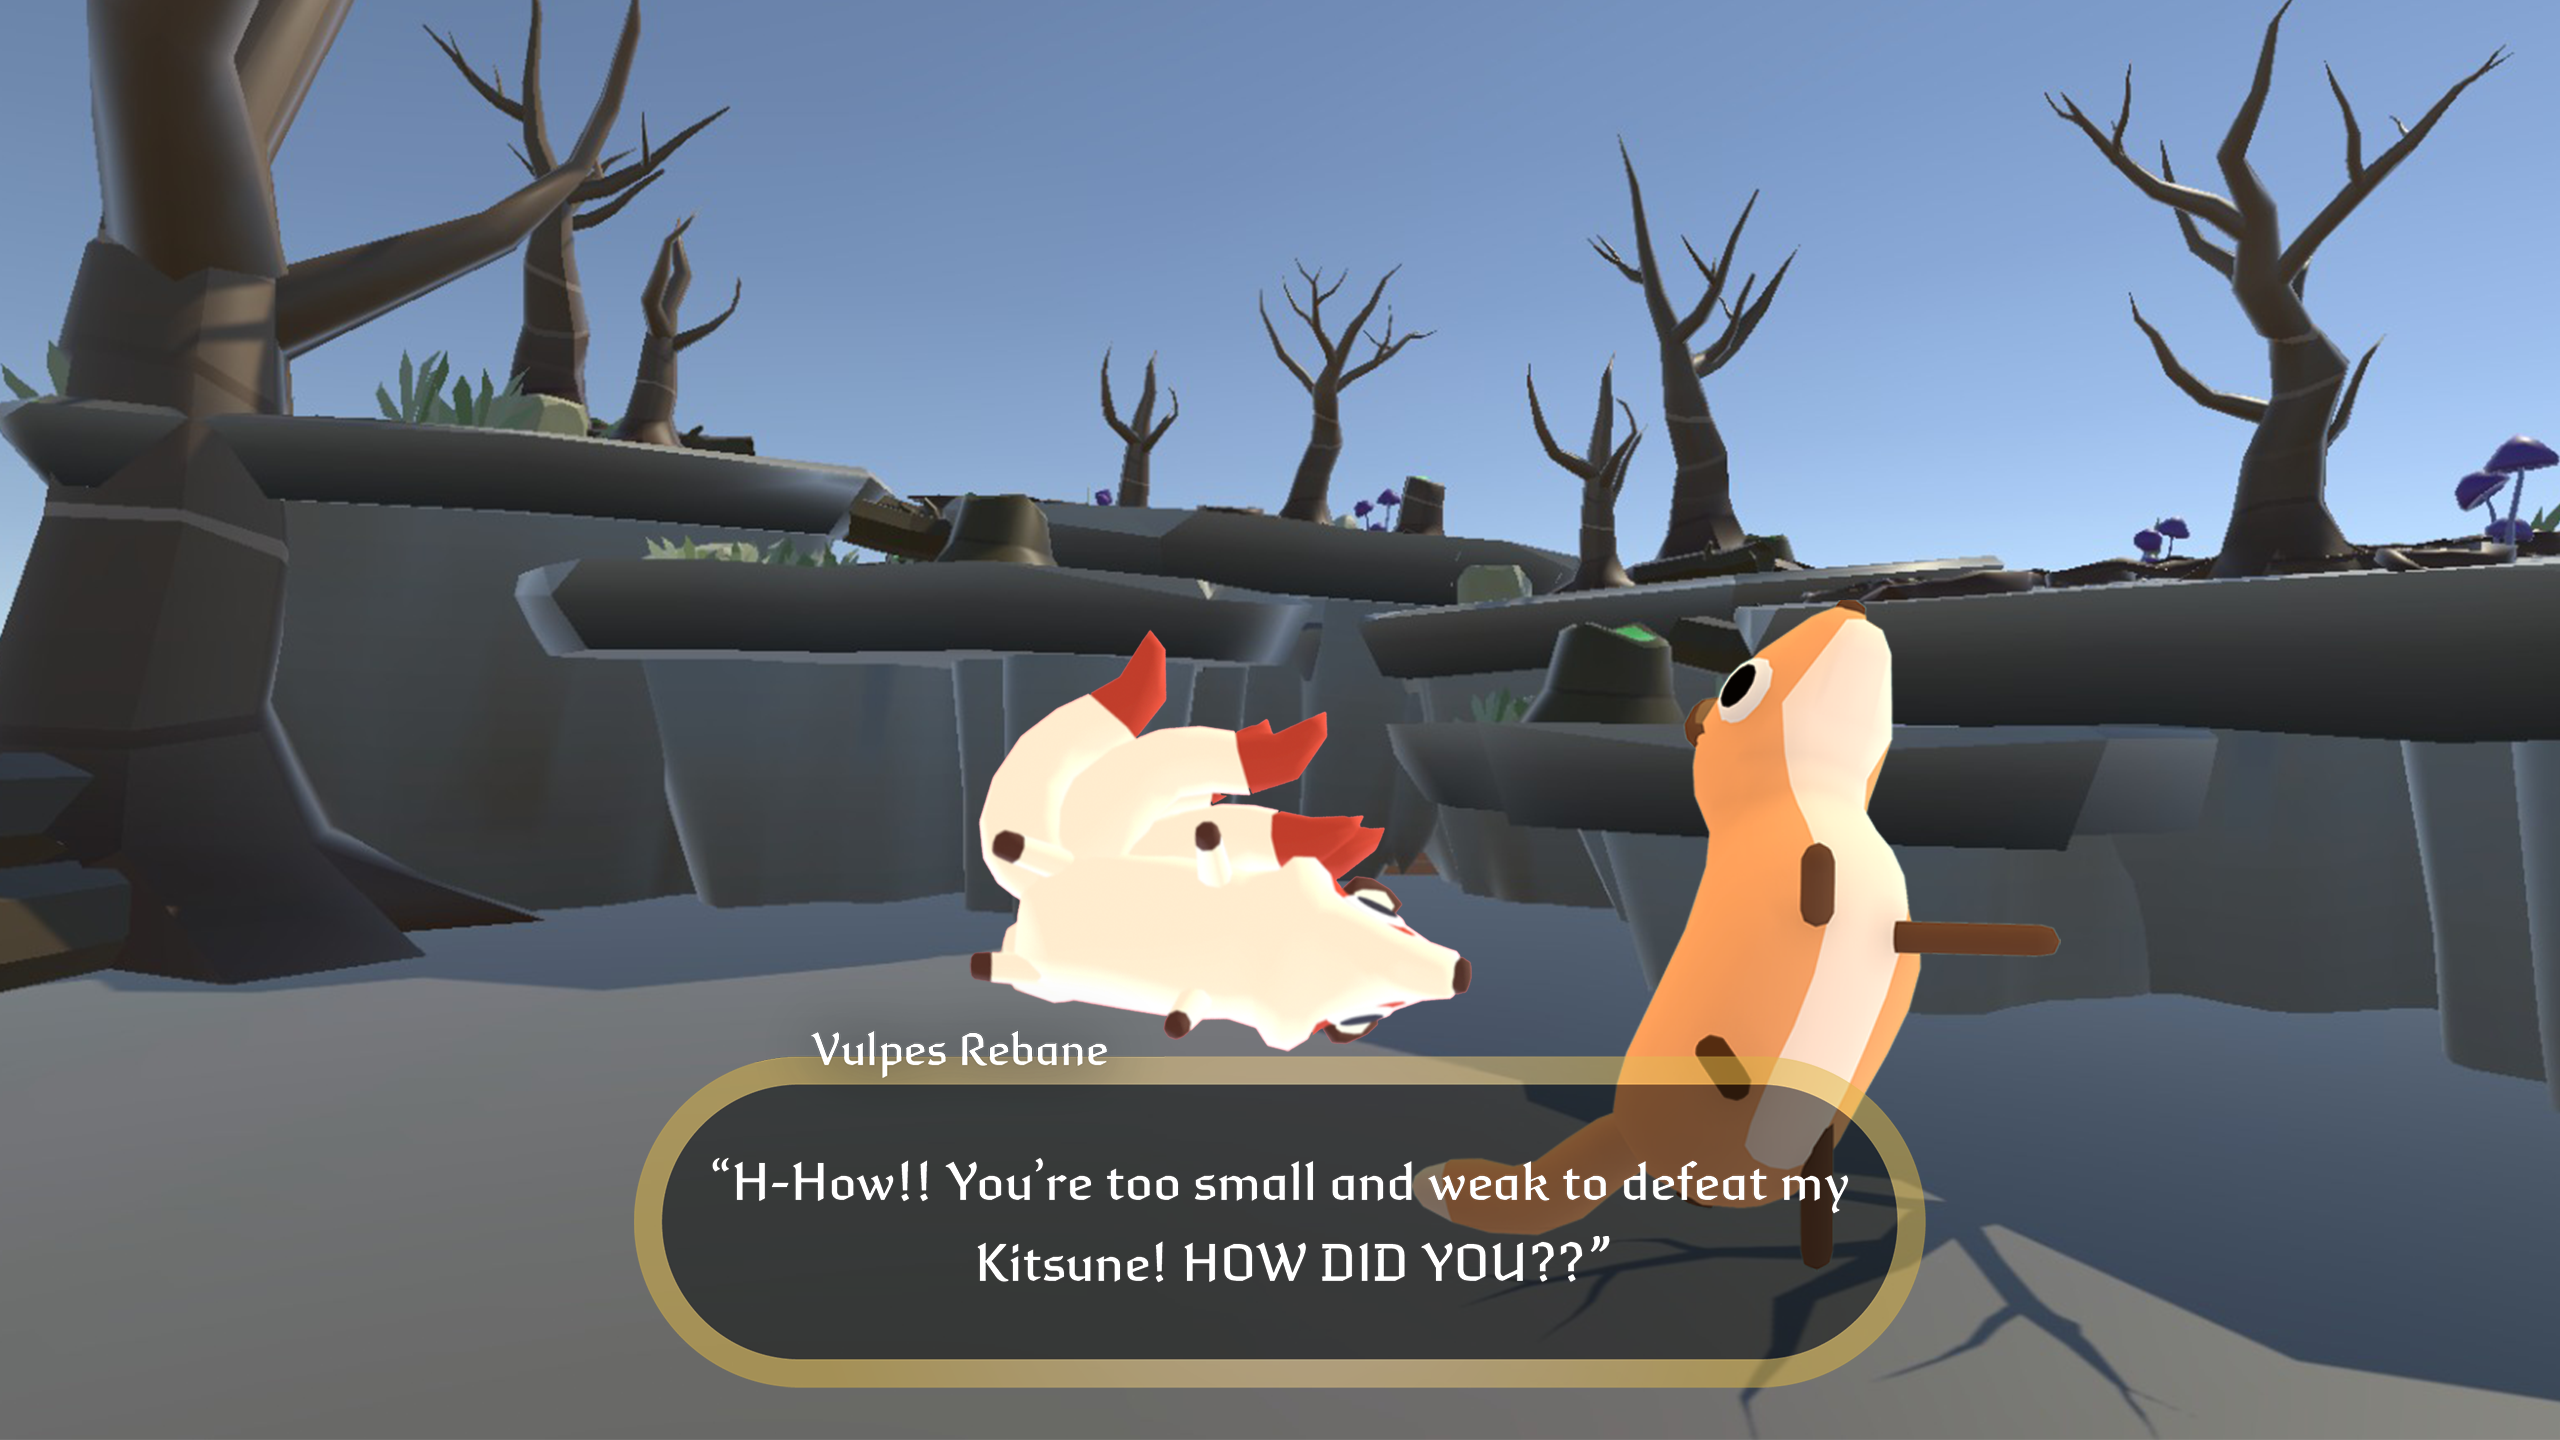 Vulpes Rebane
“H-How!! You’re too small and weak to defeat my
Kitsune! HOW DID YOU??”